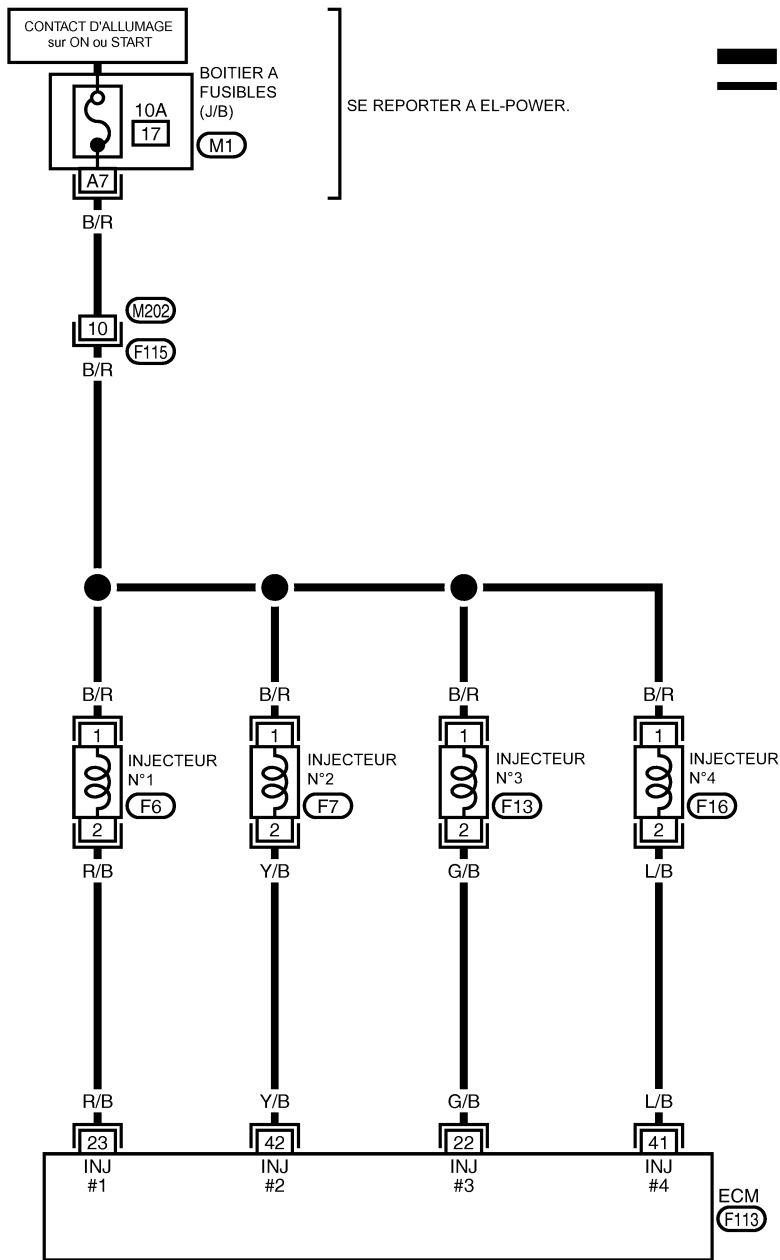 CONTACT D'ALLUMAGE
sur ON ou START
BOITIER A
FUSIBLES
(J/B)
10A
17
M1
SE REPORTER A EL-POWER.
A7
B/R
M202
10
F115
B/R
B/R
B/R
B/R
B/R
1
1
1
1
INJECTEUR
N°1
F6
INJECTEUR
N°2
F7
INJECTEUR
N°3
F13
INJECTEUR
N°4
F16
2
2
2
2
R/B
Y/B
G/B
L/B
R/B
Y/B
G/B
L/B
23
42
22
41
INJ
#1
INJ
#2
INJ
#3
INJ
#4
ECM
F113